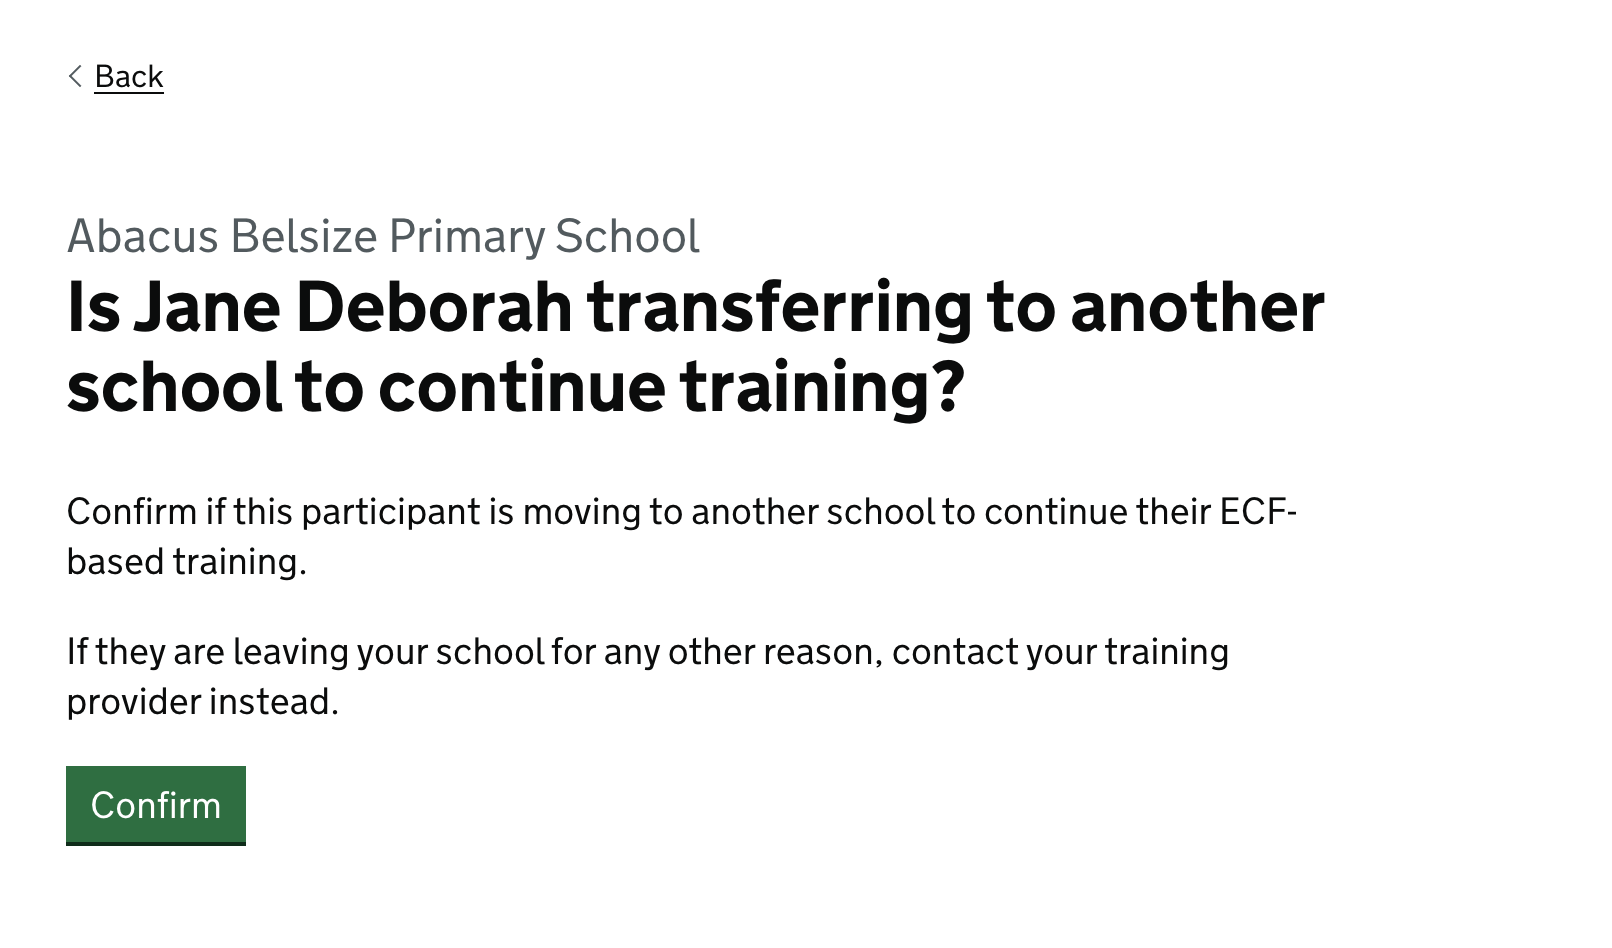 Back
Abacus Belsize Primary School
Is Jane Deborah transferring to another
school to continue training?
Confirm if this participant is moving to another school to continue their ECF-
based training.
If they are leaving your school for any other reason, contact your training
provider instead.
Confirm